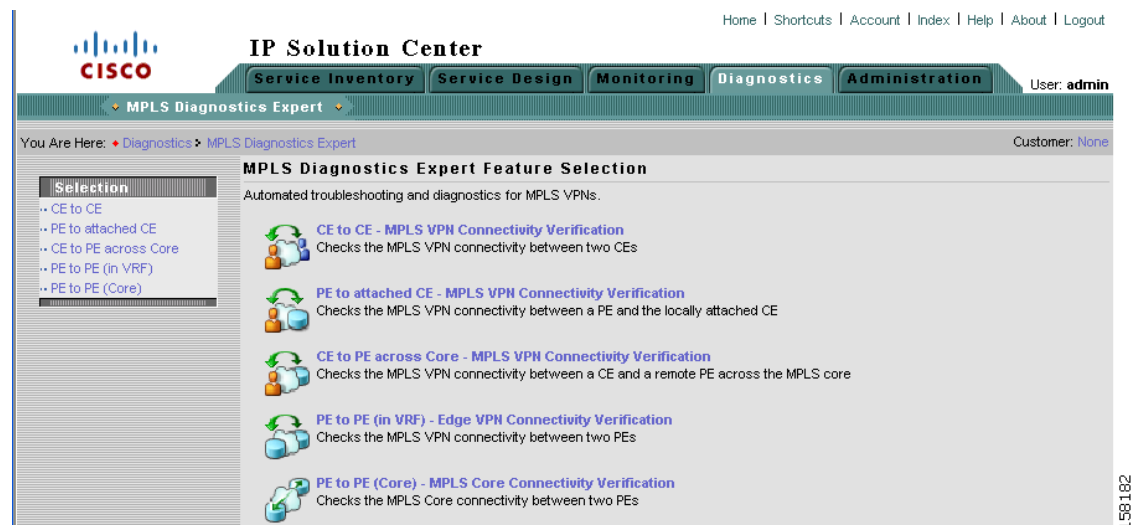 Home | Shortcuts | Account | Index | Help | About | Logout
CISCO
IP Solution Center
Service Inventory Service Design Monitoring Diagnostics Administration
User: admin
MPLS Diagnostics Expert
You Are Here: Diagnostics MPLS Diagnostics Expert
Customer: None
Selection
CE to CE
PE to attached CE
CE to PE across Core
PE to PE (in VRF)
PE to PE (Core)
MPLS Diagnostics Expert Feature Selection
Automated troubleshooting and diagnostics for MPLS VPNs.
CE to CE - MPLS VPN Connectivity Verification
Checks the MPLS VPN connectivity between two CEs
PE to attached CE - MPLS VPN Connectivity Verification
Checks the MPLS VPN connectivity between a PE and the locally attached CE
CE to PE across Core - MPLS VPN Connectivity Verification
Checks the MPLS VPN connectivity between a CE and a remote PE across the MPLS core
PE to PE (in VRF) - Edge VPN Connectivity Verification
Checks the MPLS VPN connectivity between two PEs
PE to PE (Core) - MPLS Core Connectivity Verification
Checks the MPLS Core connectivity between two PEs
58182